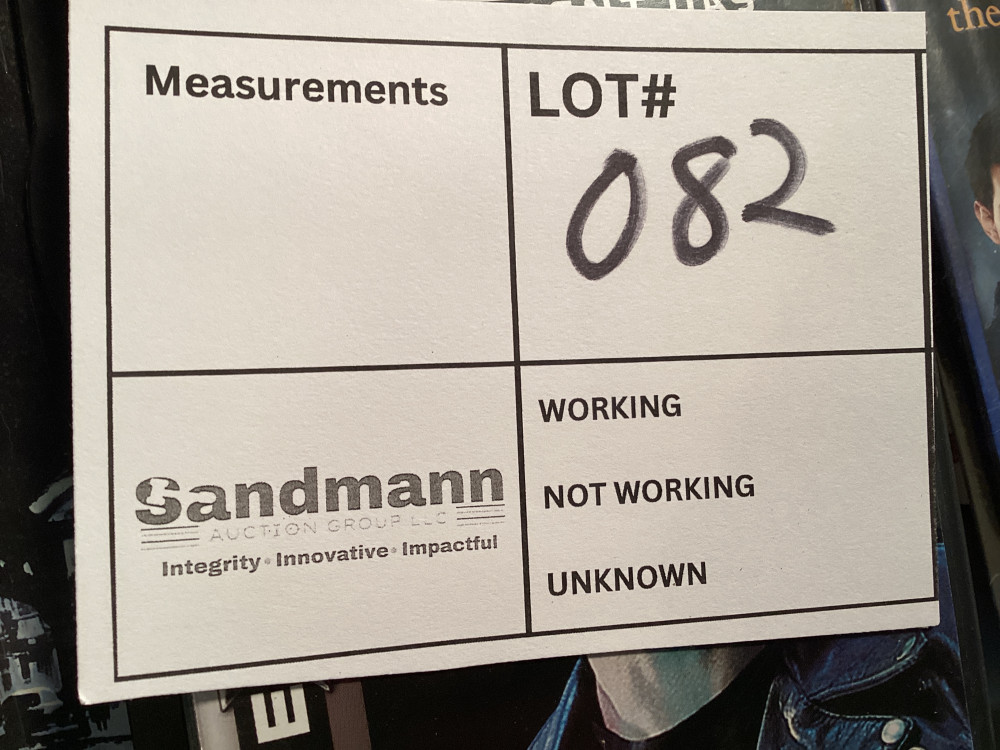 the
Measurements
LOT#
082
WORKING
NOT WORKING
UNKNOWN
Sandmann
AUCTION GROUP LLC
Integrity • Innovative • Impactful
E